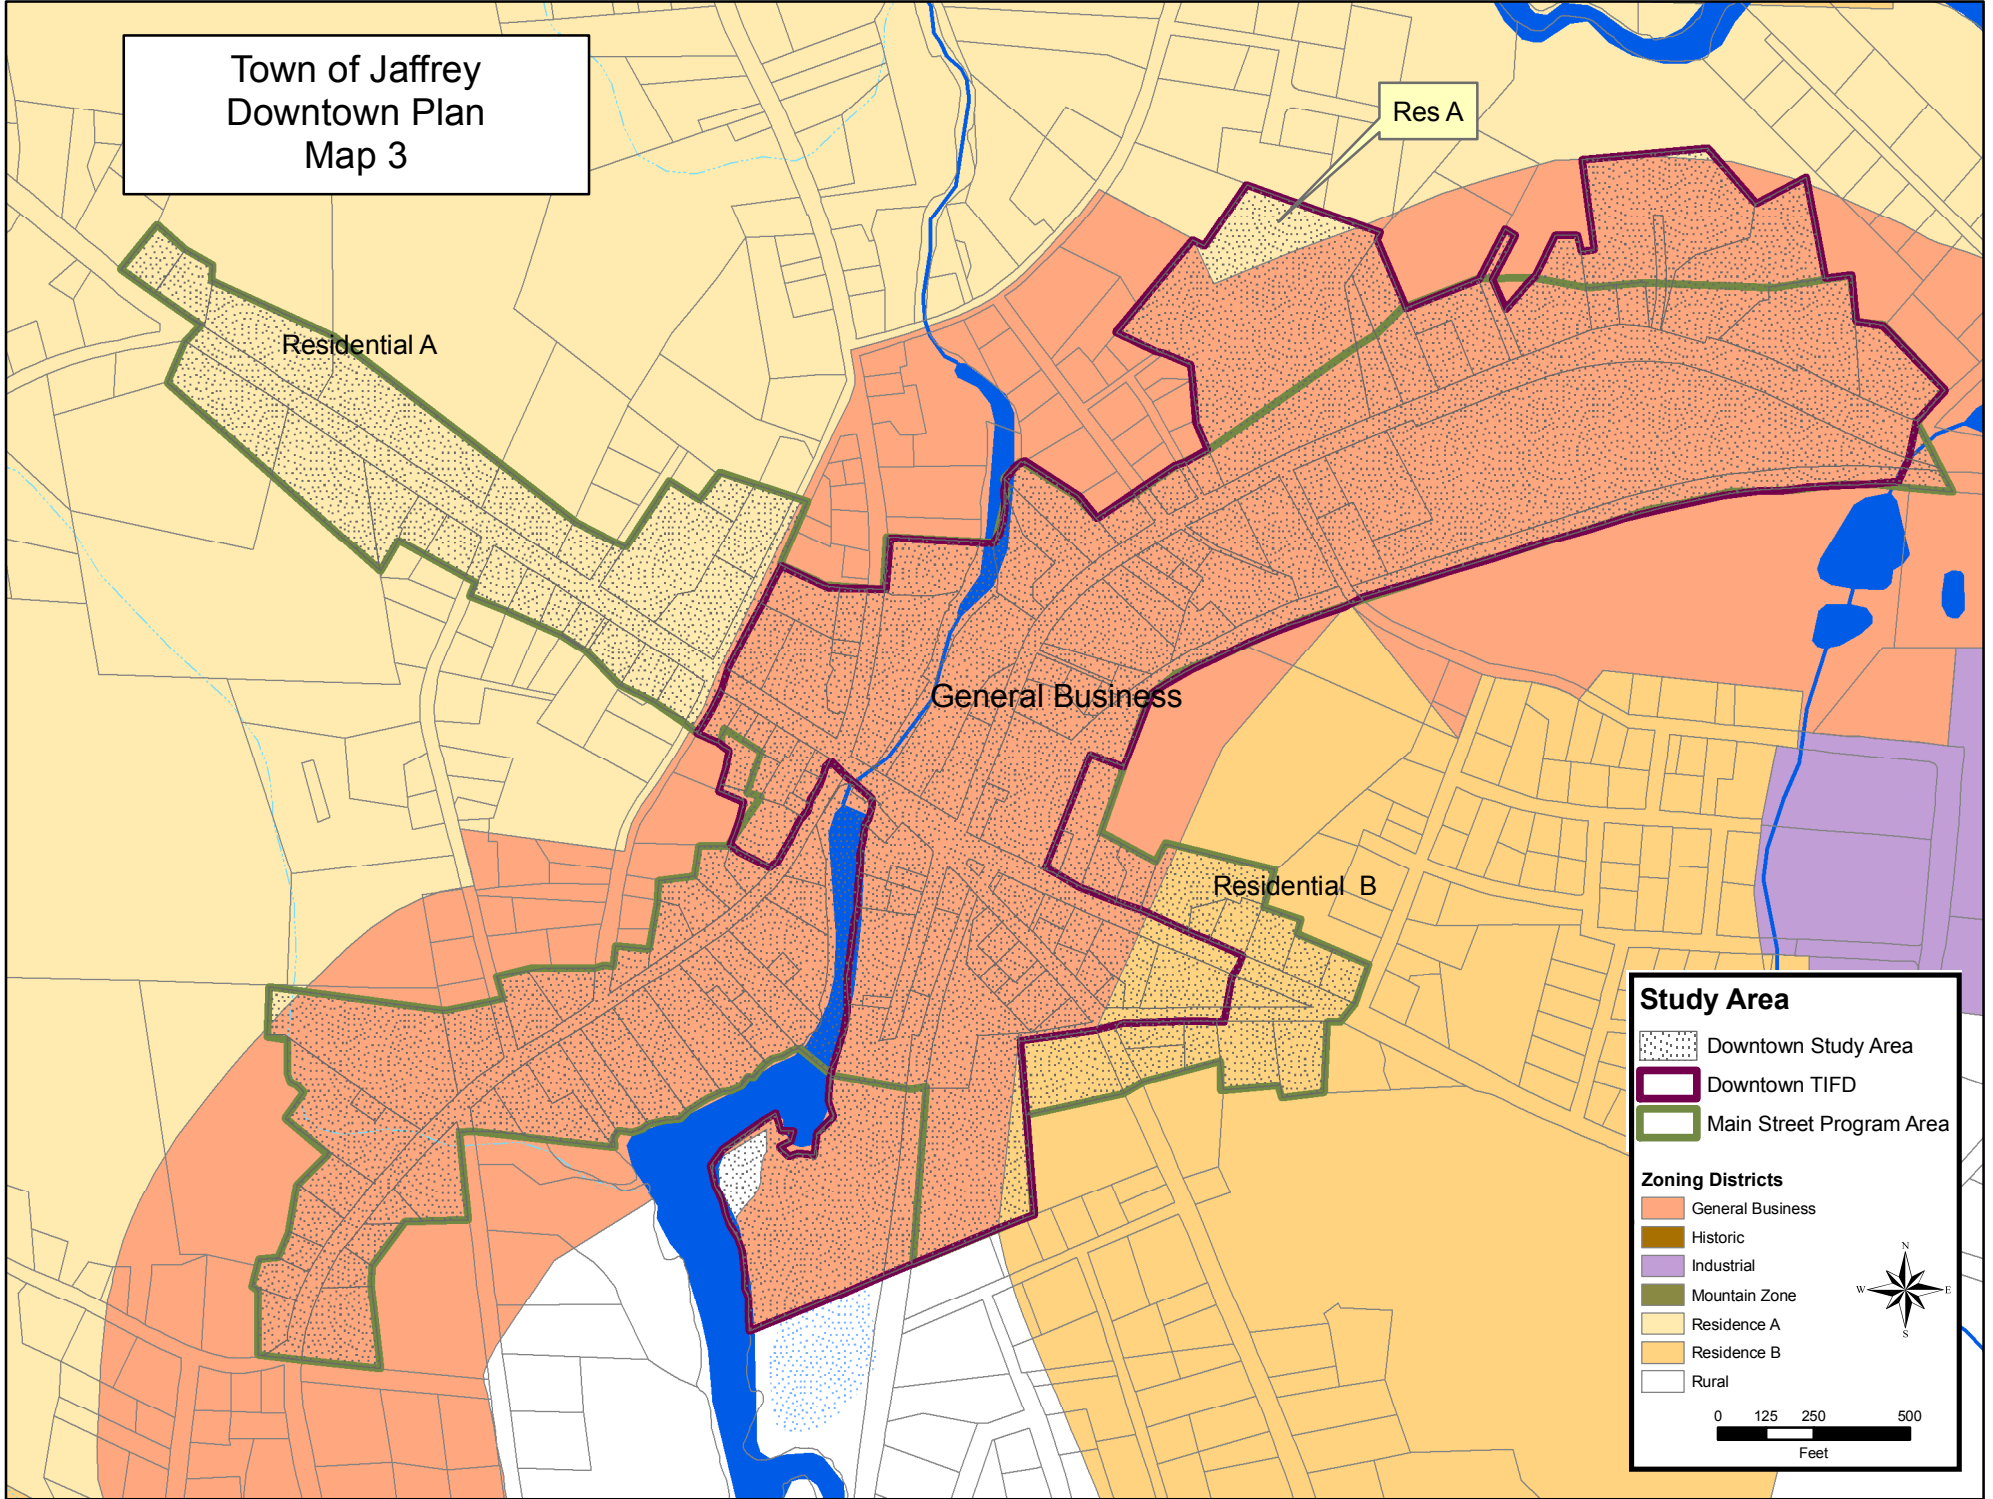 Town of Jaffrey
Downtown Plan
Map 3
Res A
Residential A
General Business
Residential B
Study Area
Downtown Study Area
Downtown TIFD
Main Street Program Area
Zoning Districts
General Business
Historic
Industrial
Mountain Zone
Residence A
Residence B
Rural
N
W E
S
0 125 250 500
Feet